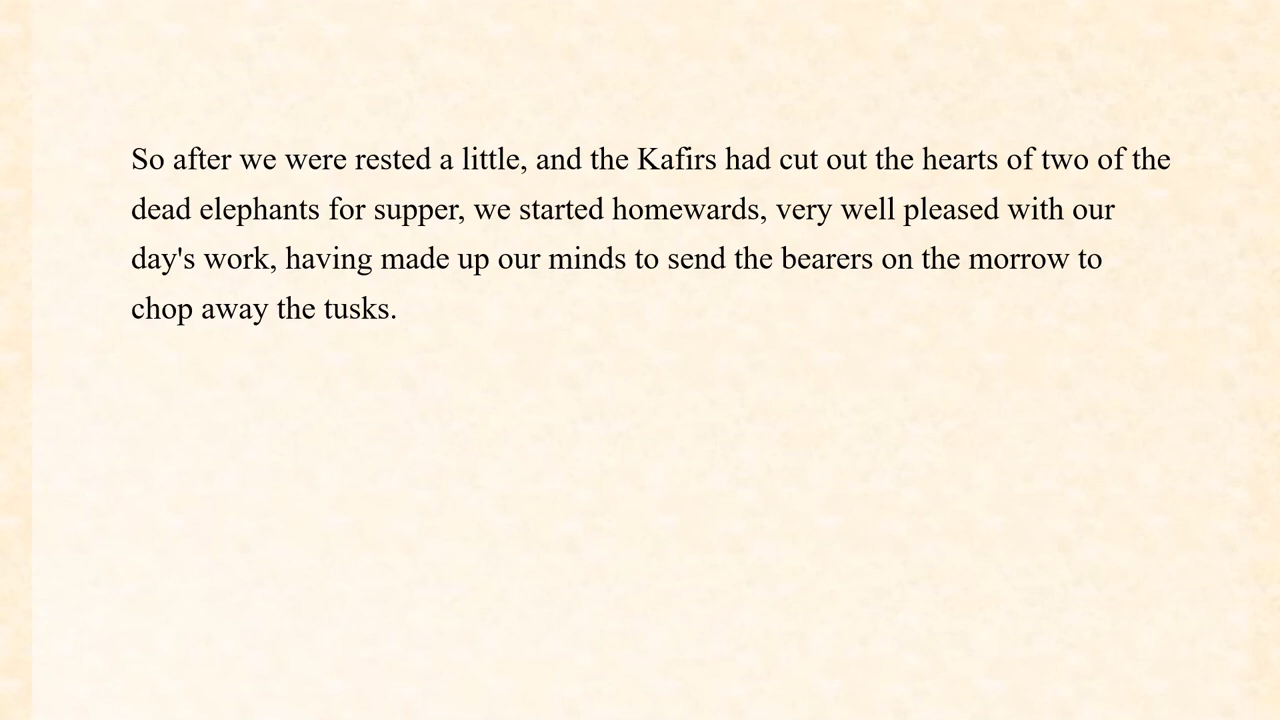 So after we were rested a little, and the Kafirs had cut out the hearts of two of the
dead elephants for supper, we started homewards, very well pleased with our
day's work, having made up our minds to send the bearers on the morrow to
chop away the tusks.